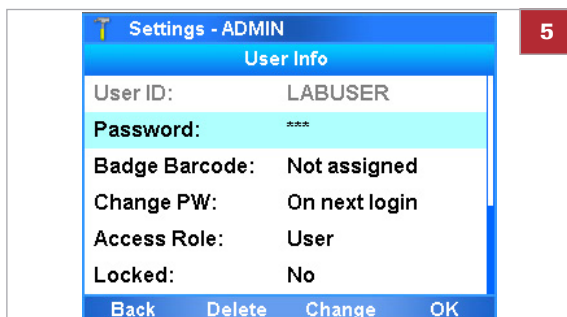 Settings - ADMIN
5
User Info
User ID: LABUSER
Password: ***
Badge Barcode: Not assigned
Change PW: On next login
Access Role: User
Locked: No
Back Delete Change OK